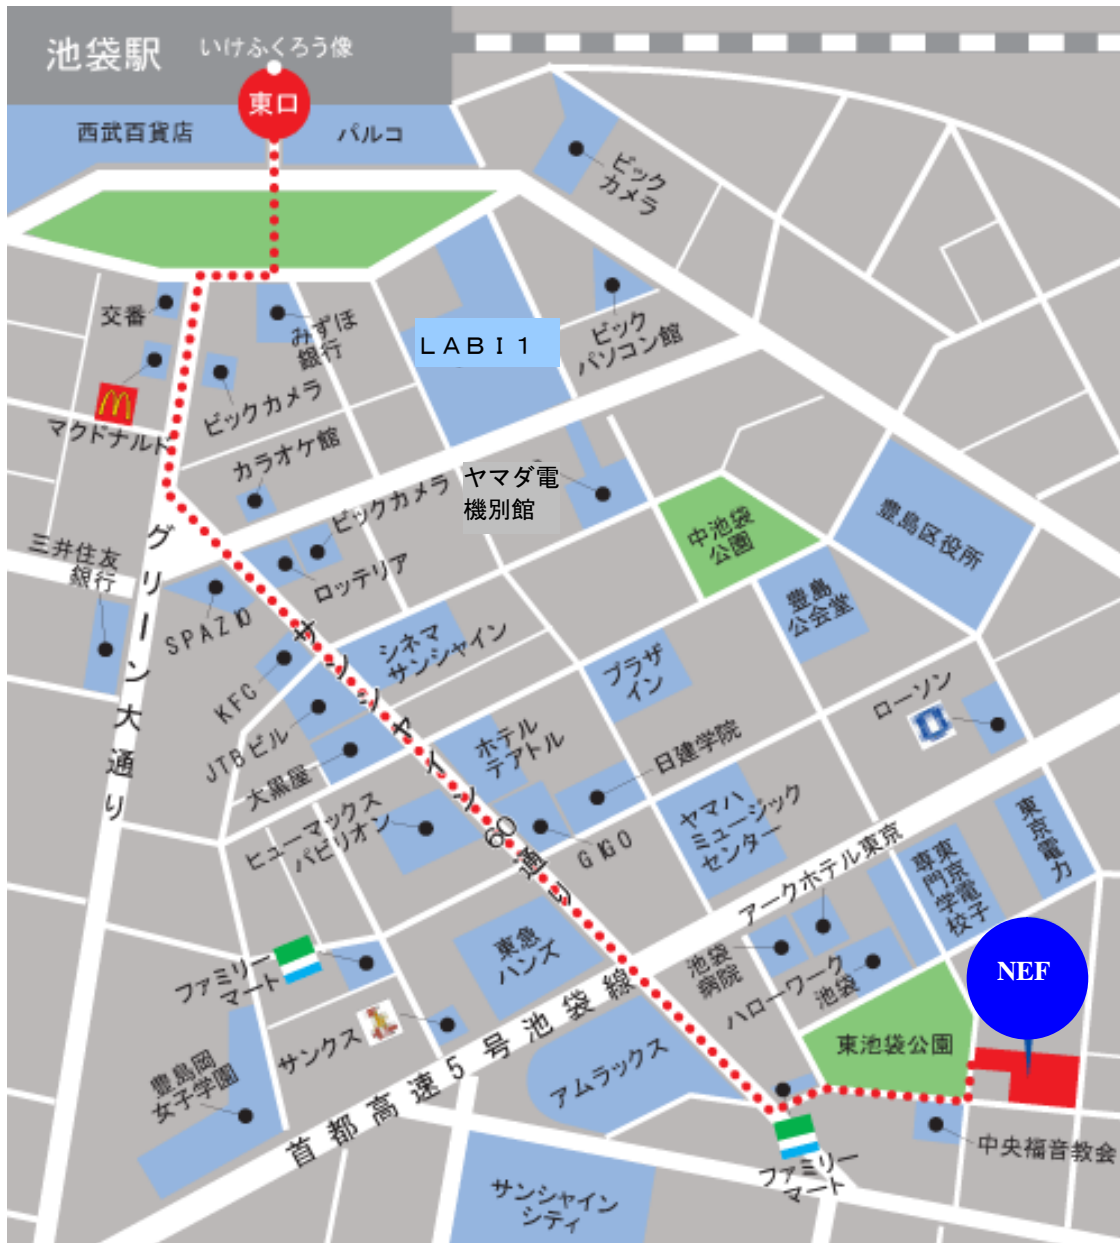 池袋駅
いけふくろう像
東口
西武百貨店
パルコ
ビック
カメラ
交番
みずほ
銀行
ＬＡＢＩ１
ビック
パソコン館
マクドナルド
ビックカメラ
カラオケ館
ビックカメラ
ヤマダ電
機別館
中池袋
公園
豊島区役所
三井住友
銀行
グリーン大通り
ロッテリア
SPAZIO
サンシャイン60通り
シネマ
サンシャイン
豊島
公会堂
KFC
プラザ
イン
ローソン
JTBビル
大黒屋
ホテル
テアトル
日建学院
ヒューマックス
パビリオン
GIGO
ヤマハ
ミュージック
センター
アークホテル東京
東京電子
専門学校
東京電力
東急
ハンズ
池袋
病院
ハローワーク
池袋
NEF
ファミリー
マート
サンクス
首都高速5号池袋線
アムラックス
東池袋公園
豊島岡
女子学園
中央福音教会
ファミリー
マート
サンシャイン
シティ